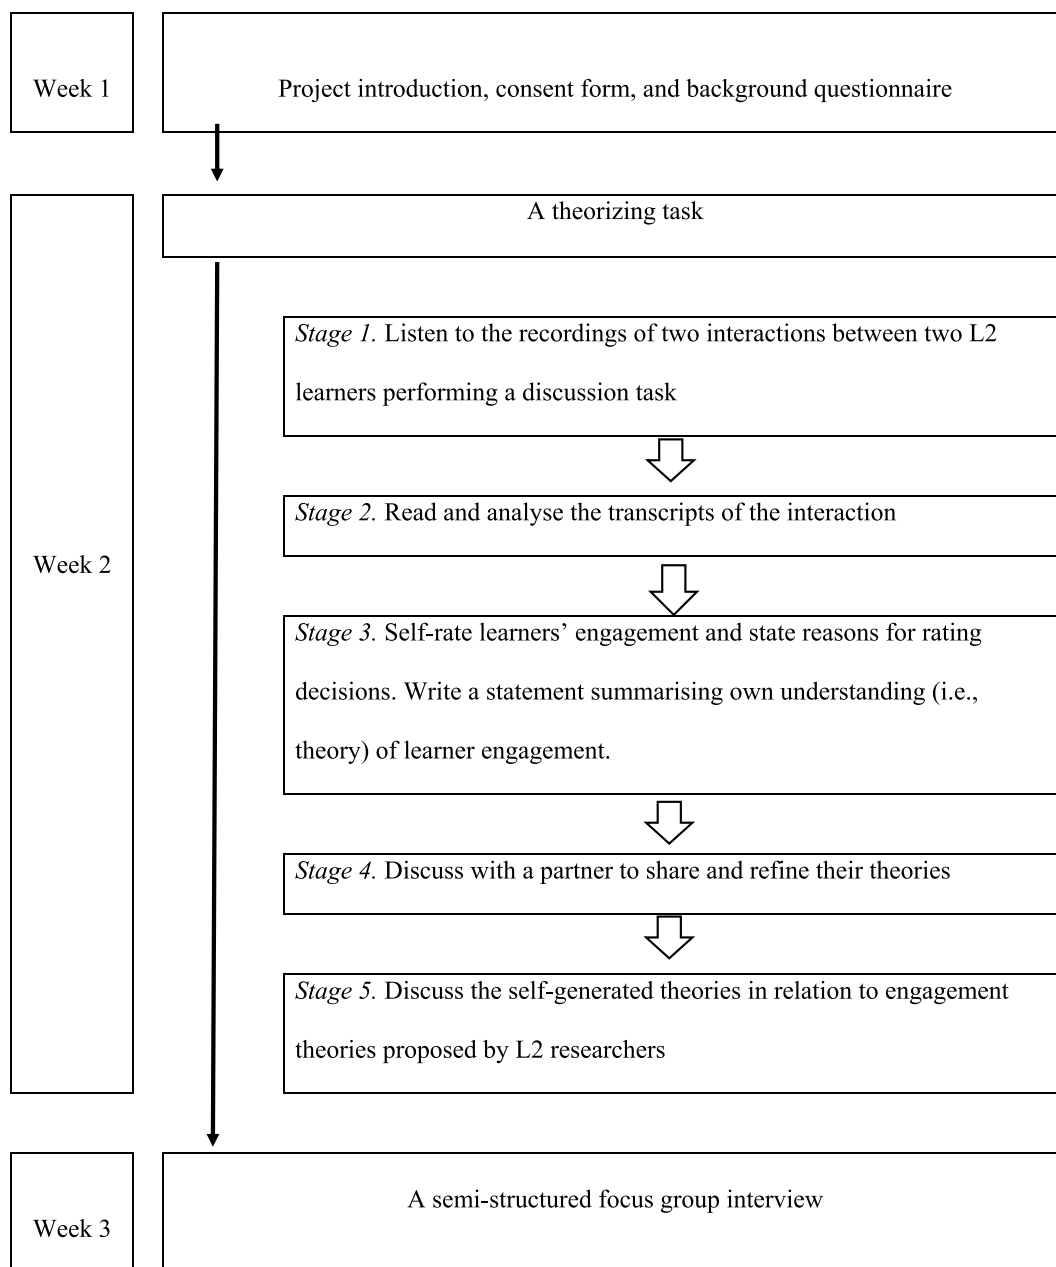 Week 1
Project introduction, consent form, and background questionnaire
A theorizing task
Stage 1. Listen to the recordings of two interactions between two L2
learners performing a discussion task
Stage 2. Read and analyse the transcripts of the interaction
Week 2
Stage 3. Self-rate learners’ engagement and state reasons for rating
decisions. Write a statement summarising own understanding (i.e.,
theory) of learner engagement.
Stage 4. Discuss with a partner to share and refine their theories
Stage 5. Discuss the self-generated theories in relation to engagement
theories proposed by L2 researchers
Week 3
A semi-structured focus group interview